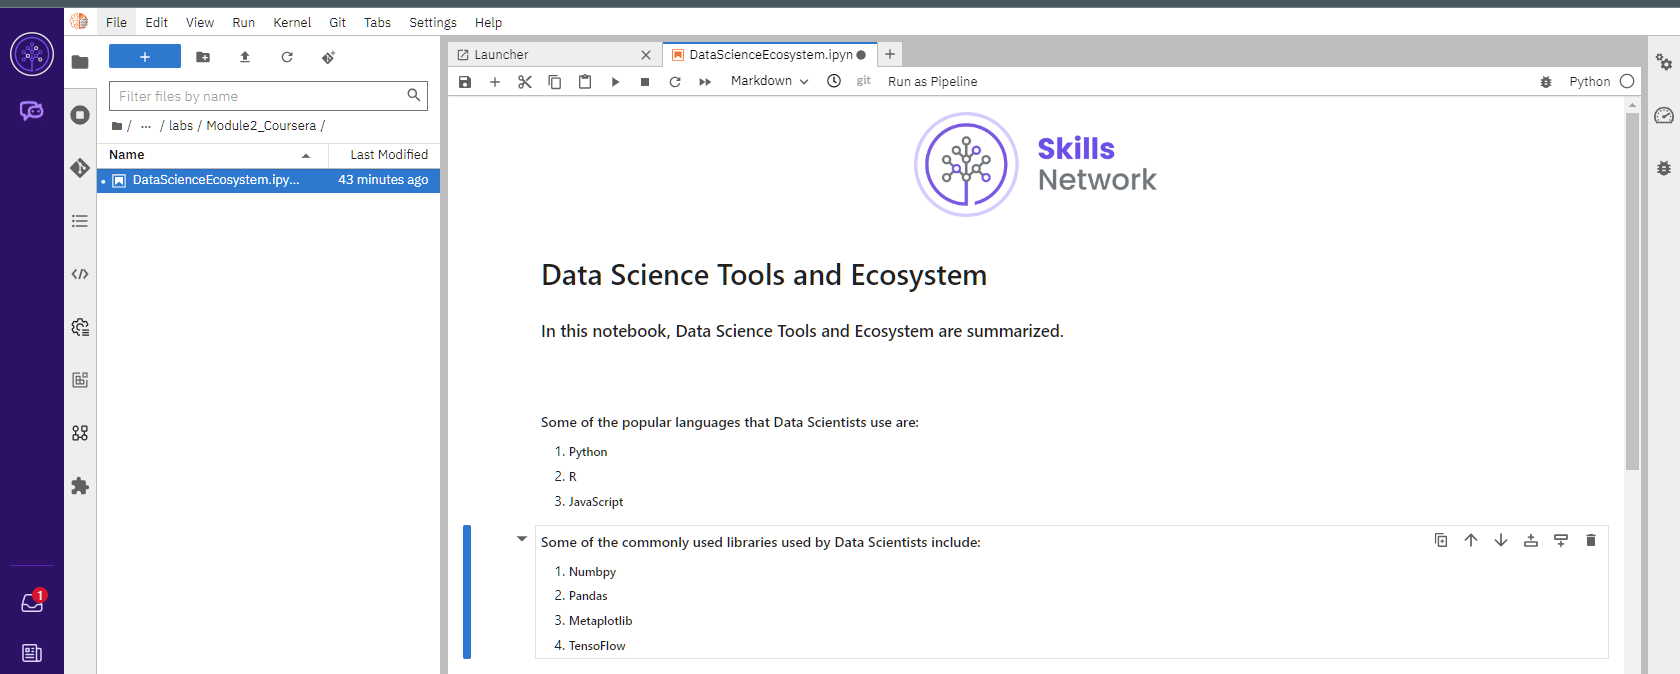 File Edit View Run Kernel Git Tabs Settings Help
Launcher
DataScienceEcosystem.ipyn
Filter files by name
Markdown
git
Run as Pipeline
Python
/ ... / labs / Module2_Coursera /
Name Last Modified
DataScienceEcosystem.ipy... 43 minutes ago
Skills
Network
Data Science Tools and Ecosystem
In this notebook, Data Science Tools and Ecosystem are summarized.
Some of the popular languages that Data Scientists use are:
1. Python
2. R
3. JavaScript
Some of the commonly used libraries used by Data Scientists include:
1. Numbpy
2. Pandas
3. Metaplotlib
4. TensoFlow
1